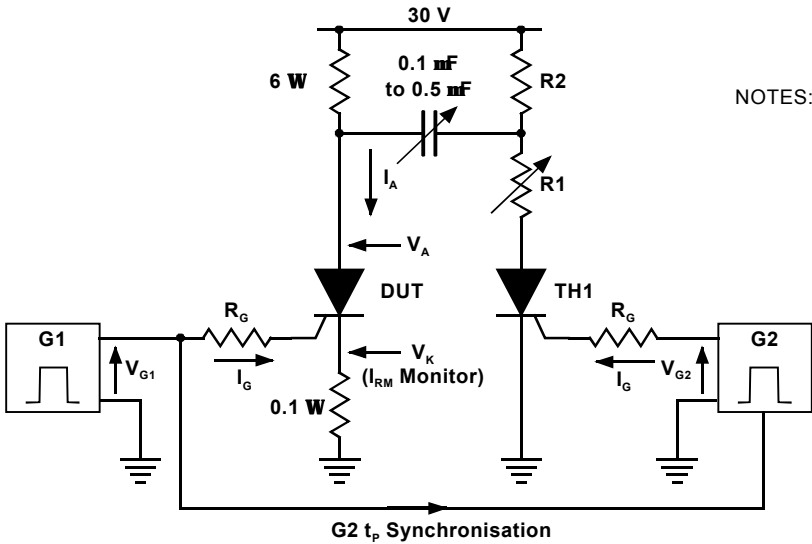 30 V
6 W
0.1 mF
to 0.5 mF
R2
NOTES:
R1
I_A
V_A
DUT
TH1
G1
R_G
R_G
G2
V_G1
I_G
V_K
(I_RM Monitor)
I_G
V_G2
0.1 W
G2 t_P Synchronisation